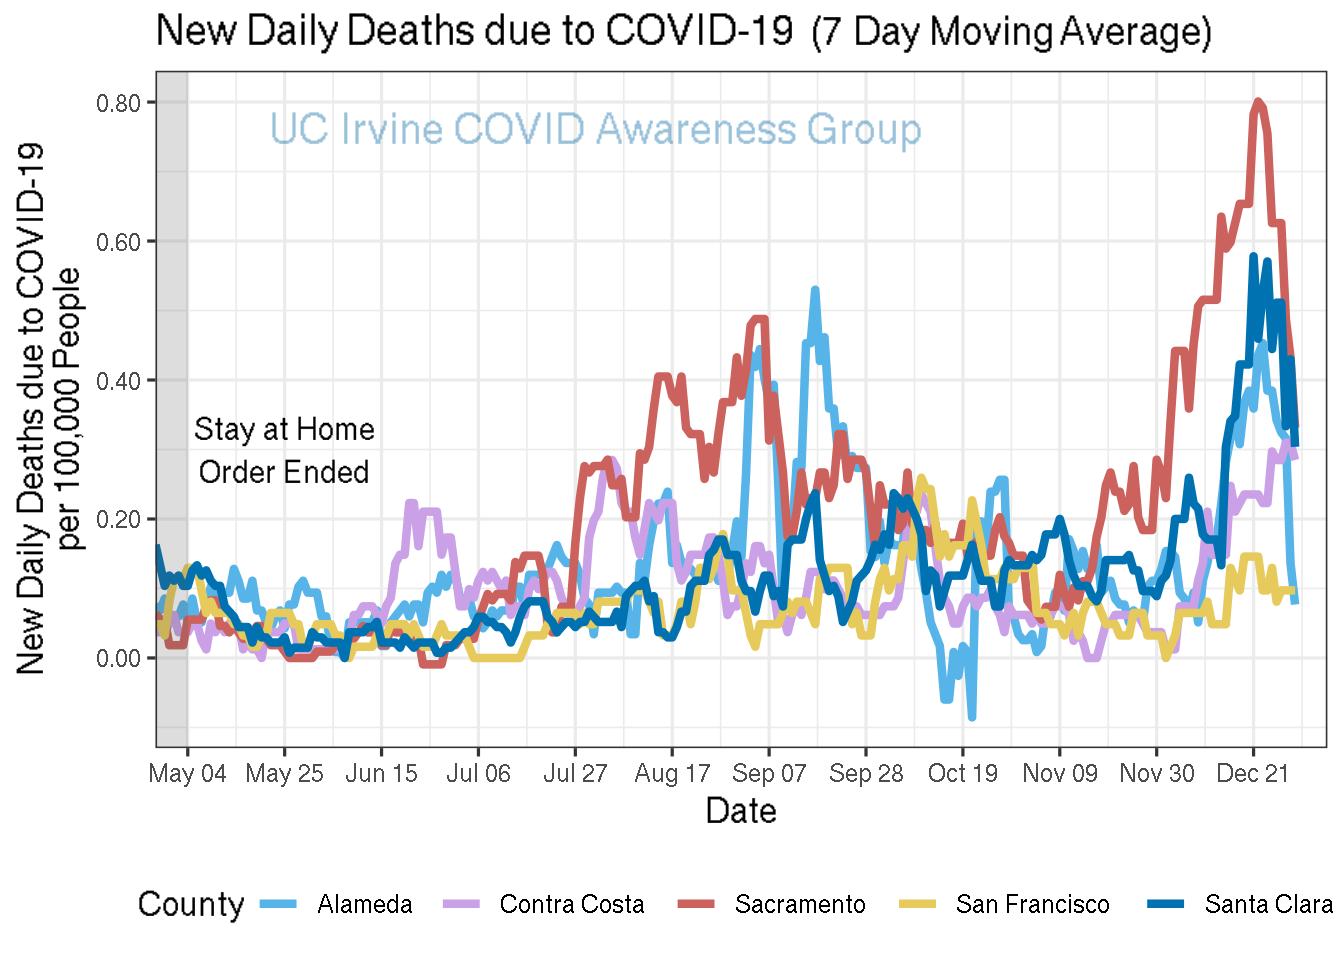 New Daily Deaths due to COVID-19 (7 Day Moving Average)
UC Irvine COVID Awareness Group
New Daily Deaths due to COVID-19
per 100,000 People
0.80
0.60
0.40
0.20
0.00
Stay at Home
Order Ended
May 04 May 25 Jun 15 Jul 06 Jul 27 Aug 17 Sep 07 Sep 28 Oct 19 Nov 09 Nov 30 Dec 21
Date
County Alameda Contra Costa Sacramento San Francisco Santa Clara